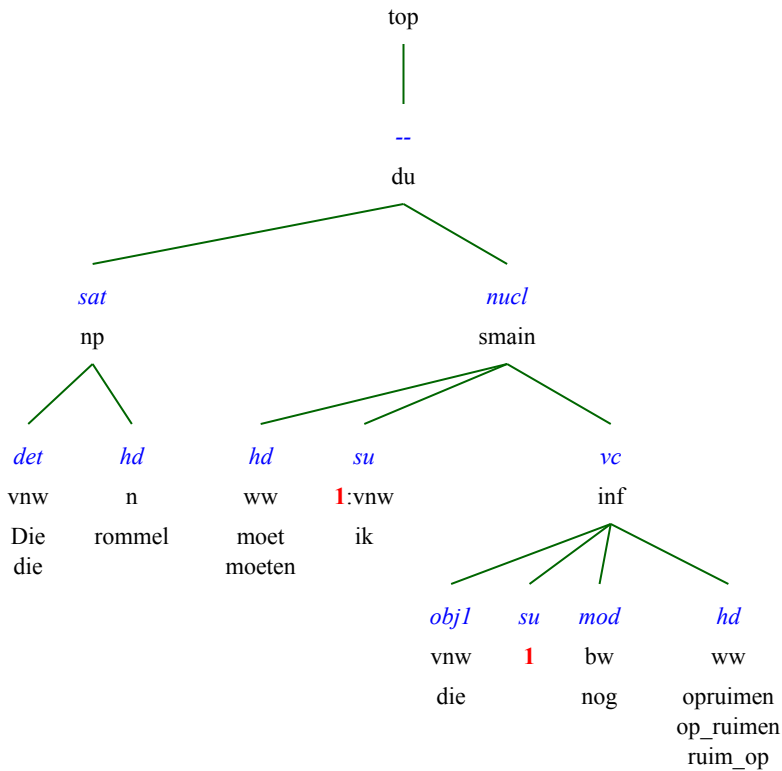 top
--
du
sat nucl
np smain
det hd hd su vc
vnw n ww 1:vnw inf
Die rommel moet ik
die moeten
obj1 su mod hd
vnw 1 bw ww
die nog opruimen
op_ruimen
ruim_op